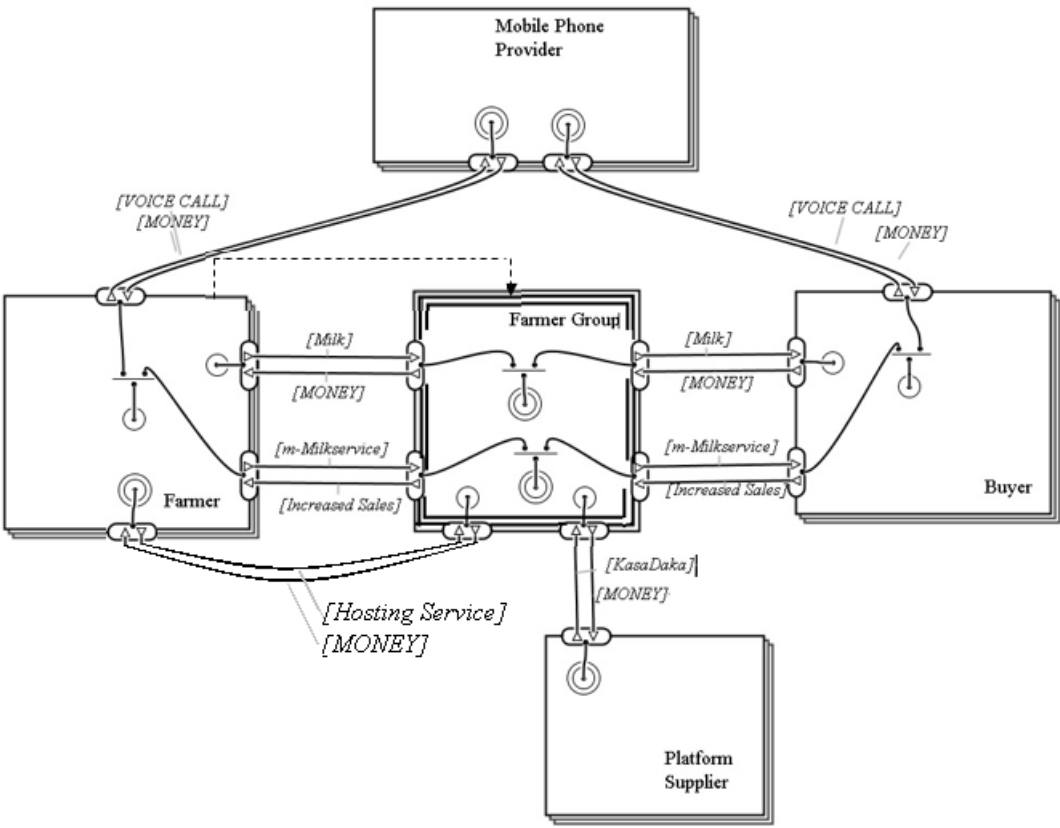 Mobile Phone
Provider
[VOICE CALL]
[MONEY]
[VOICE CALL]
[MONEY]
Farmer Group
[Milk]
[MONEY]
[Milk]
[MONEY]
[m-Milkservice]
[Increased Sales]
[m-Milkservice]
[Increased Sales]
Farmer
Buyer
[KasaDaka]
[MONEY]
[Hosting Service]
[MONEY]
Platform
Supplier